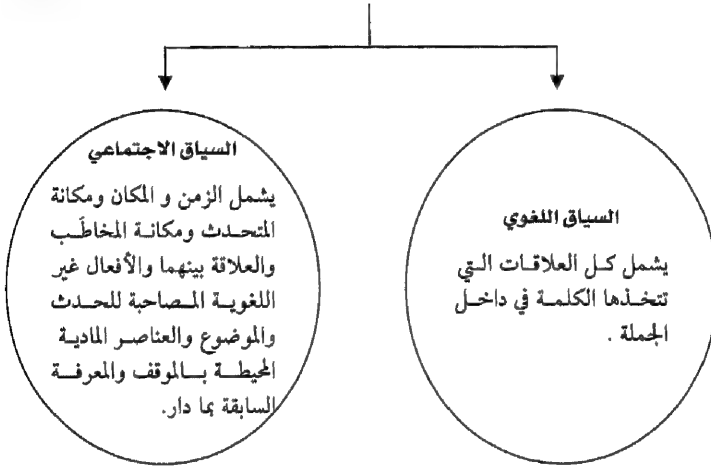 السياق اللغوي
يشمل كل العلاقات التي
تتخذها الكلمة في داخل
الجملة .
السياق الاجتماعي
يشمل الزمن و المكان ومكانة
المتحدث ومكانة المخاطَب
والعلاقة بينهما والأفعال غير
اللغوية المصاحبة للحدث
والموضوع والعناصر المادية
المحيطة بالموقف والمعرفة
السابقة بما دار.